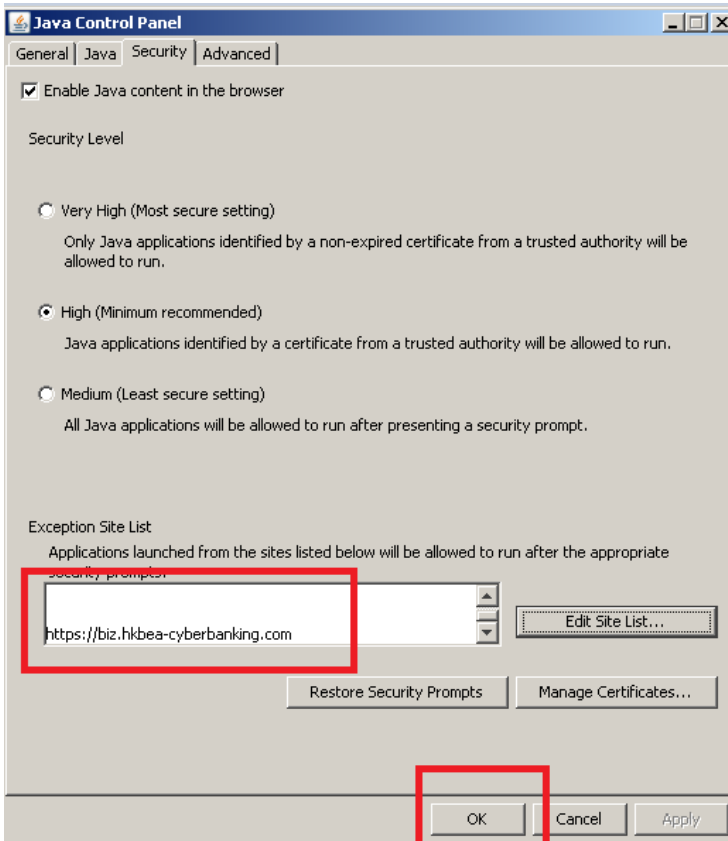 Java Control Panel
General Java Security Advanced
Enable Java content in the browser
Security Level
Very High (Most secure setting)
Only Java applications identified by a non-expired certificate from a trusted authority will be
allowed to run.
High (Minimum recommended)
Java applications identified by a certificate from a trusted authority will be allowed to run.
Medium (Least secure setting)
All Java applications will be allowed to run after presenting a security prompt.
Exception Site List
Applications launched from the sites listed below will be allowed to run after the appropriate
security prompts.
https://biz.hkbea-cyberbanking.com
Edit Site List...
Restore Security Prompts Manage Certificates...
OK Cancel Apply